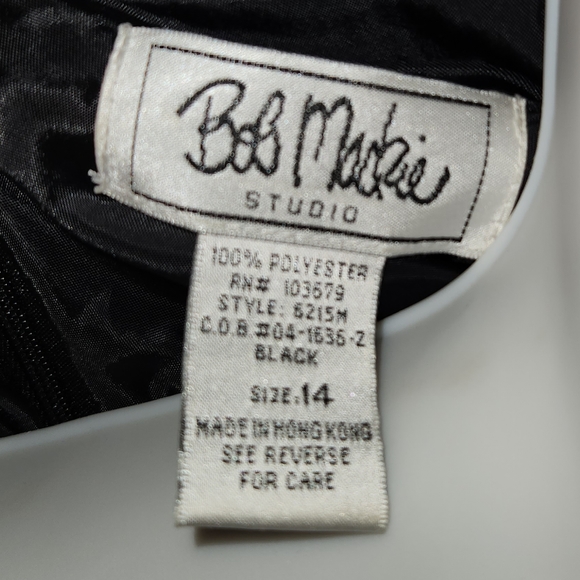 Bob Mackie
STUDIO
100% POLYESTER
RN# 103679
STYLE: 6215M
C.O.B.#04-1636-2
BLACK
SIZE:14
MADE IN HONG KONG
SEE REVERSE
FOR CARE